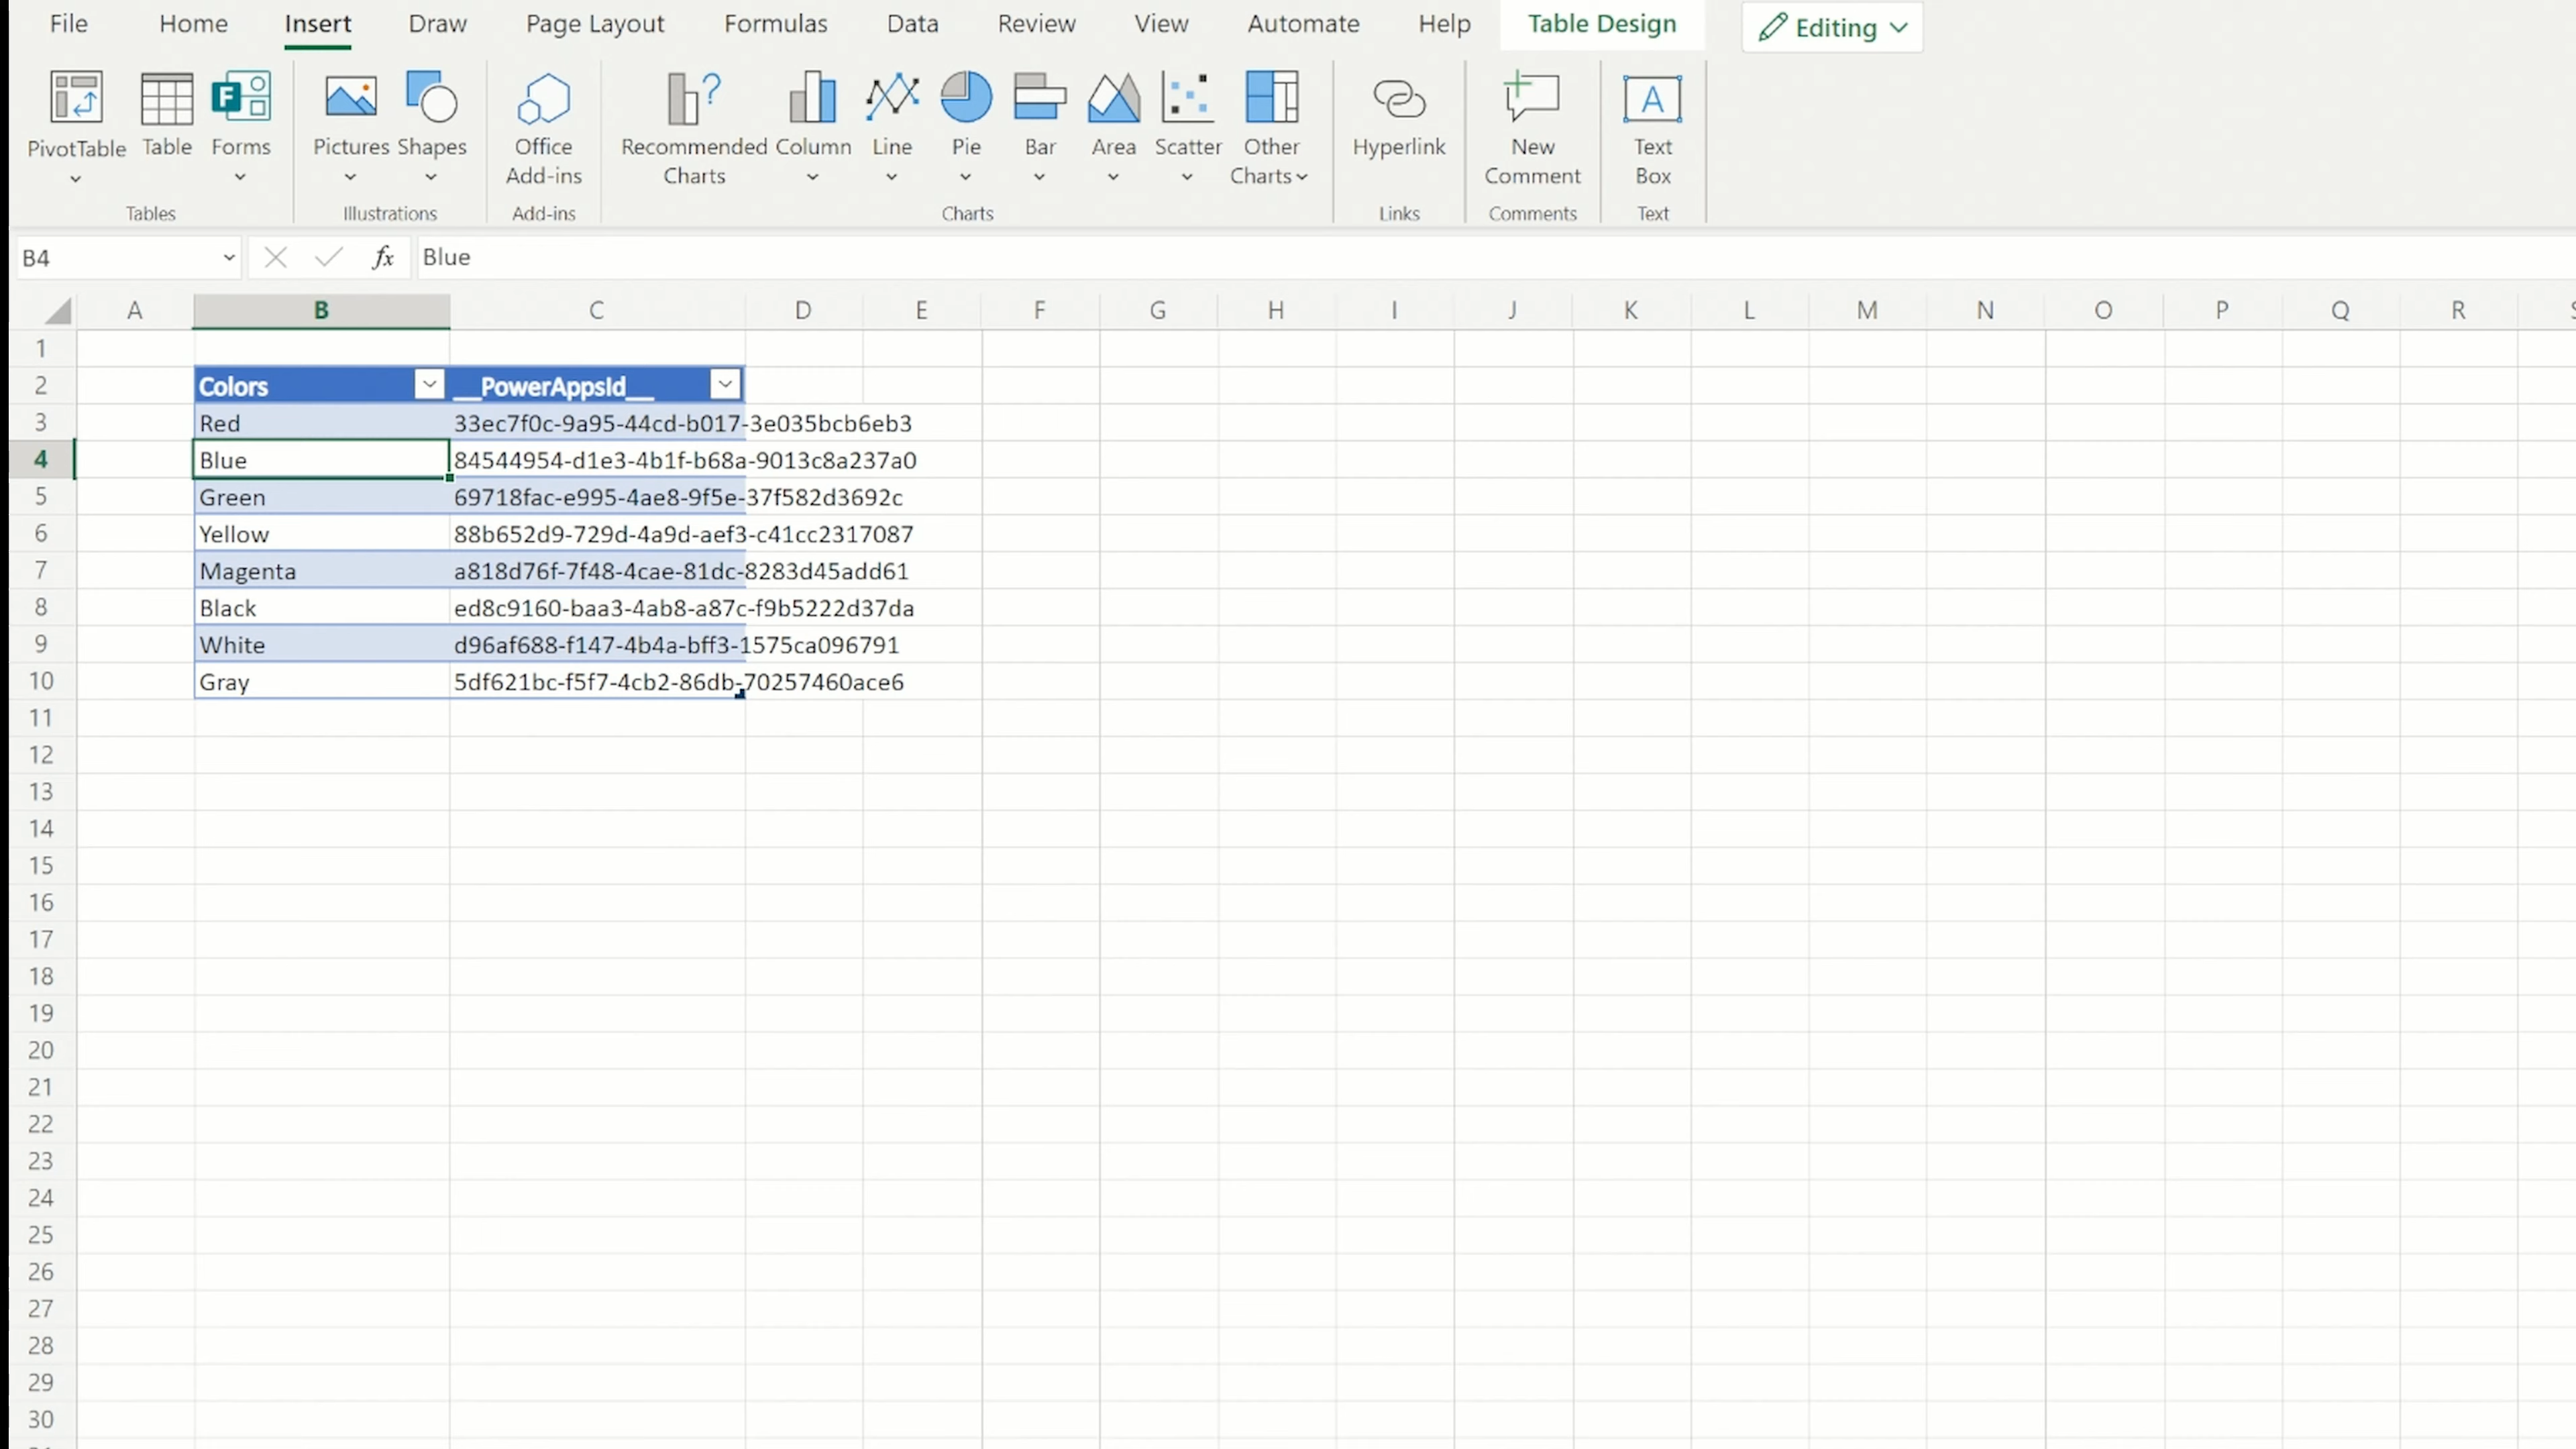 File Home Insert Draw Page Layout Formulas Data Review View Automate Help Table Design Editing
PivotTable Table Forms Pictures Shapes Office Add-ins Recommended Charts Column Line Pie Bar Area Scatter Other Charts Hyperlink New Comment Text Box
Tables Illustrations Add-ins Charts Links Comments Text
B4 fx Blue
A B C D E F G H I J K L M N O P Q R
1
2 Colors __PowerAppsId__
3 Red 33ec7f0c-9a95-44cd-b017-3e035bcb6eb3
4 Blue 84544954-d1e3-4b1f-b68a-9013c8a237a0
5 Green 69718fac-e995-4ae8-9f5e-37f582d3692c
6 Yellow 88b652d9-729d-4a9d-aef3-c41cc2317087
7 Magenta a818d76f-7f48-4cae-81dc-8283d45add61
8 Black ed8c9160-baa3-4ab8-a87c-f9b5222d37da
9 White d96af688-f147-4b4a-bff3-1575ca096791
10 Gray 5df621bc-f5f7-4cb2-86db-70257460ace6
11
12
13
14
15
16
17
18
19
20
21
22
23
24
25
26
27
28
29
30